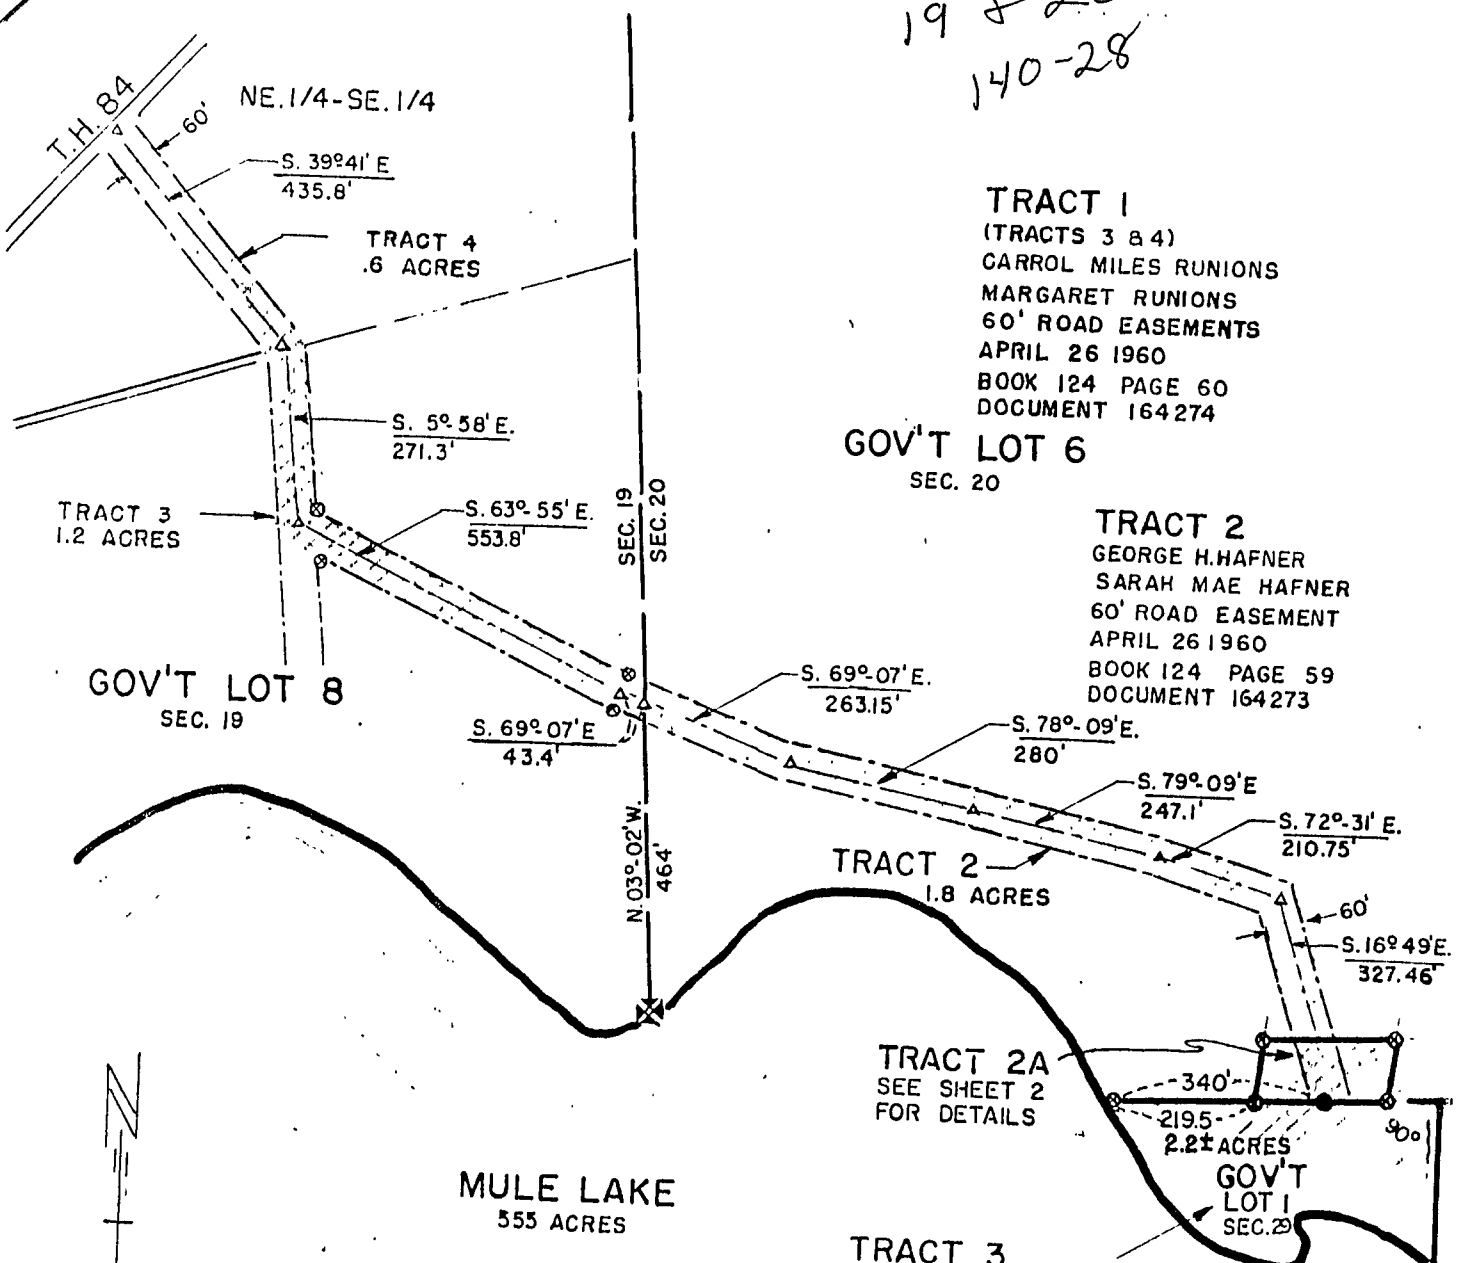 19 &
140-28
NE.1/4-SE.1/4
T.H. 84
60'
S. 39°41' E
435.8'
TRACT 4
.6 ACRES
TRACT 1
(TRACTS 3 & 4)
CARROL MILES RUNIONS
MARGARET RUNIONS
60' ROAD EASEMENTS
APRIL 26 1960
BOOK 124 PAGE 60
DOCUMENT 164274
S. 5°-58' E.
271.3'
GOV'T LOT 6
SEC. 20
TRACT 3
1.2 ACRES
S. 63°-55' E.
553.8'
SEC. 19
SEC. 20
TRACT 2
GEORGE H. HAFNER
SARAH MAE HAFNER
60' ROAD EASEMENT
APRIL 26 1960
BOOK 124 PAGE 59
DOCUMENT 164273
GOV'T LOT 8
SEC. 19
S. 69°-07' E.
263.15'
S. 69°-07' E
43.4'
S. 78°-09' E.
280'
S. 79°-09' E
247.1'
S. 72°-31' E.
210.75'
N. 03°-02' W.
464'
TRACT 2
1.8 ACRES
60'
S. 16°49' E.
327.46'
TRACT 2A
SEE SHEET 2
FOR DETAILS
340'
219.5
2.2± ACRES
90°
GOV'T
LOT 1
SEC. 29
N
MULE LAKE
555 ACRES
TRACT 3